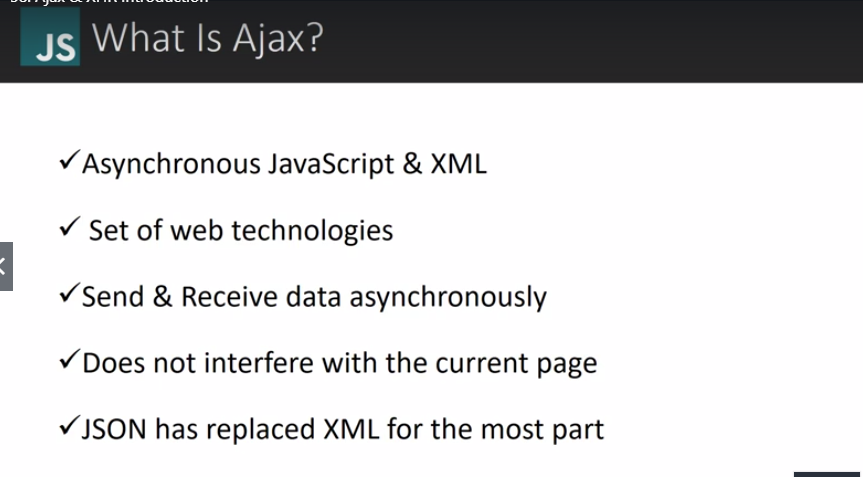 JS What Is Ajax?
✓Asynchronous JavaScript & XML
✓ Set of web technologies
✓Send & Receive data asynchronously
✓Does not interfere with the current page
✓JSON has replaced XML for the most part